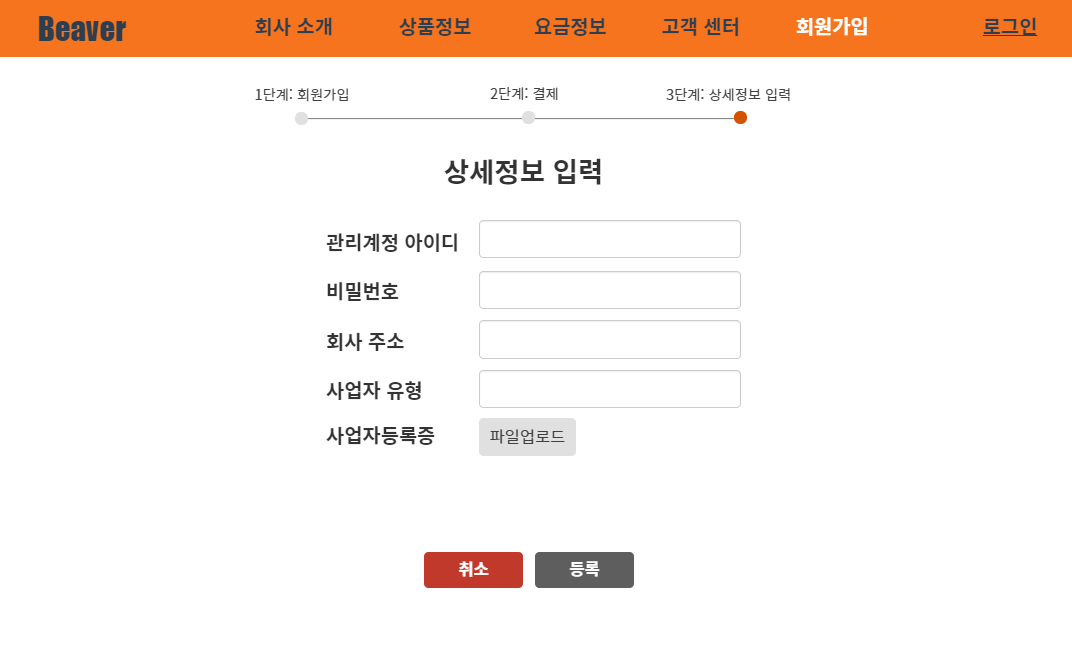 Beaver 회사 소개 상품정보 요금정보 고객 센터 회원가입 로그인
1단계: 회원가입 2단계: 결제 3단계: 상세정보 입력
상세정보 입력
관리계정 아이디
비밀번호
회사 주소
사업자 유형
사업자등록증 파일업로드
취소 등록